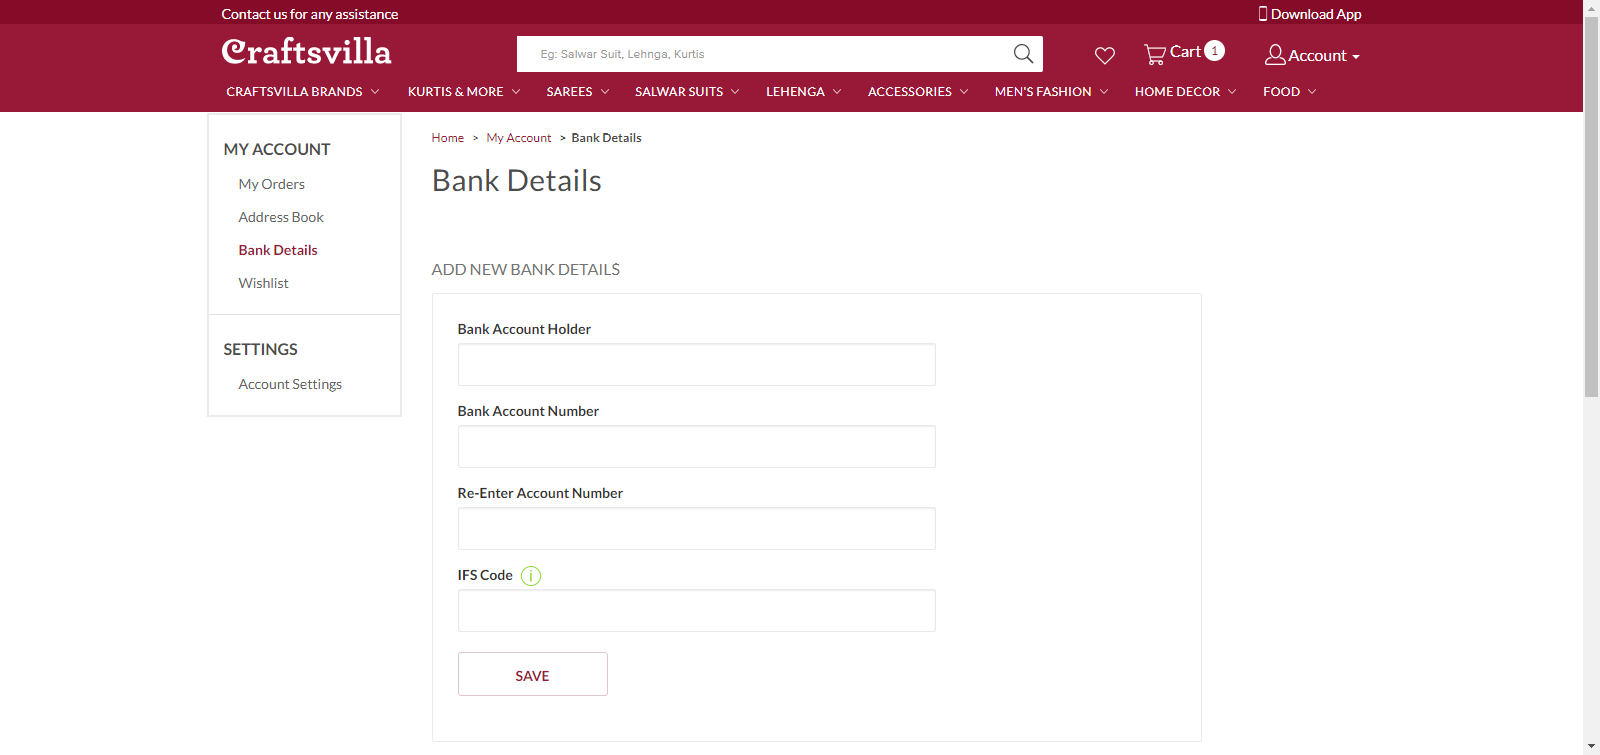 Contact us for any assistance
Download App
Craftsvilla
Eg: Salwar Suit, Lehnga, Kurtis
Cart 1
Account
CRAFTSVILLA BRANDS
KURTIS & MORE
SAREES
SALWAR SUITS
LEHENGA
ACCESSORIES
MEN'S FASHION
HOME DECOR
FOOD
MY ACCOUNT
My Orders
Address Book
Bank Details
Wishlist
SETTINGS
Account Settings
Home > My Account > Bank Details
Bank Details
ADD NEW BANK DETAILS
Bank Account Holder
Bank Account Number
Re-Enter Account Number
IFS Code i
SAVE